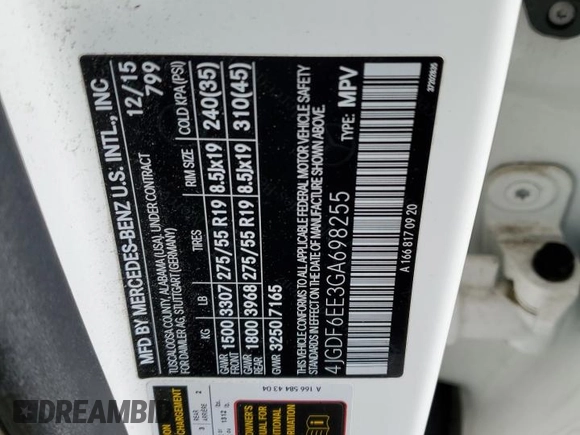 MFD BY MERCEDES-BENZ U.S. INTL., INC
TUSCALOOSA COUNTY, ALABAMA (USA), UNDER CONTRACT
FOR DAIMLER AG, STUTTGART (GERMANY)
12/15
799
KG LB TIRES RIM SIZE COLD KPA (PSI)
GAWR FRONT 1500 3307 275/55 R19 8.5Jx19 240(35)
GAWR REAR 1800 3968 275/55 R19 8.5Jx19 310(45)
GVWR 3250 7165
THIS VEHICLE CONFORMS TO ALL APPLICABLE FEDERAL MOTOR VEHICLE SAFETY
STANDARDS IN EFFECT ON THE DATE OF MANUFACTURE SHOWN ABOVE.
4JGDF6EE3GA698255 TYPE: MPV
A 166 817 09 20
A 166 584 43 04
REAR
ARRIÈRE
2
3
DREAMBID